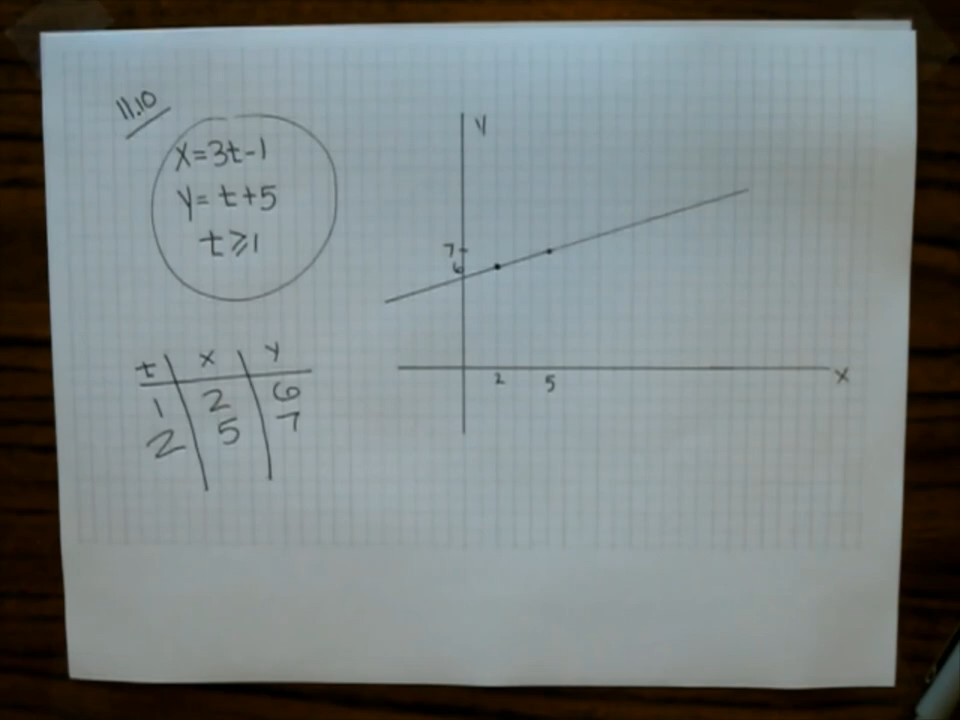 11.10
x=3t-1
y=t+5
t≥1
t x y
1 2 6
2 5 7
y
7
6
2 5 x